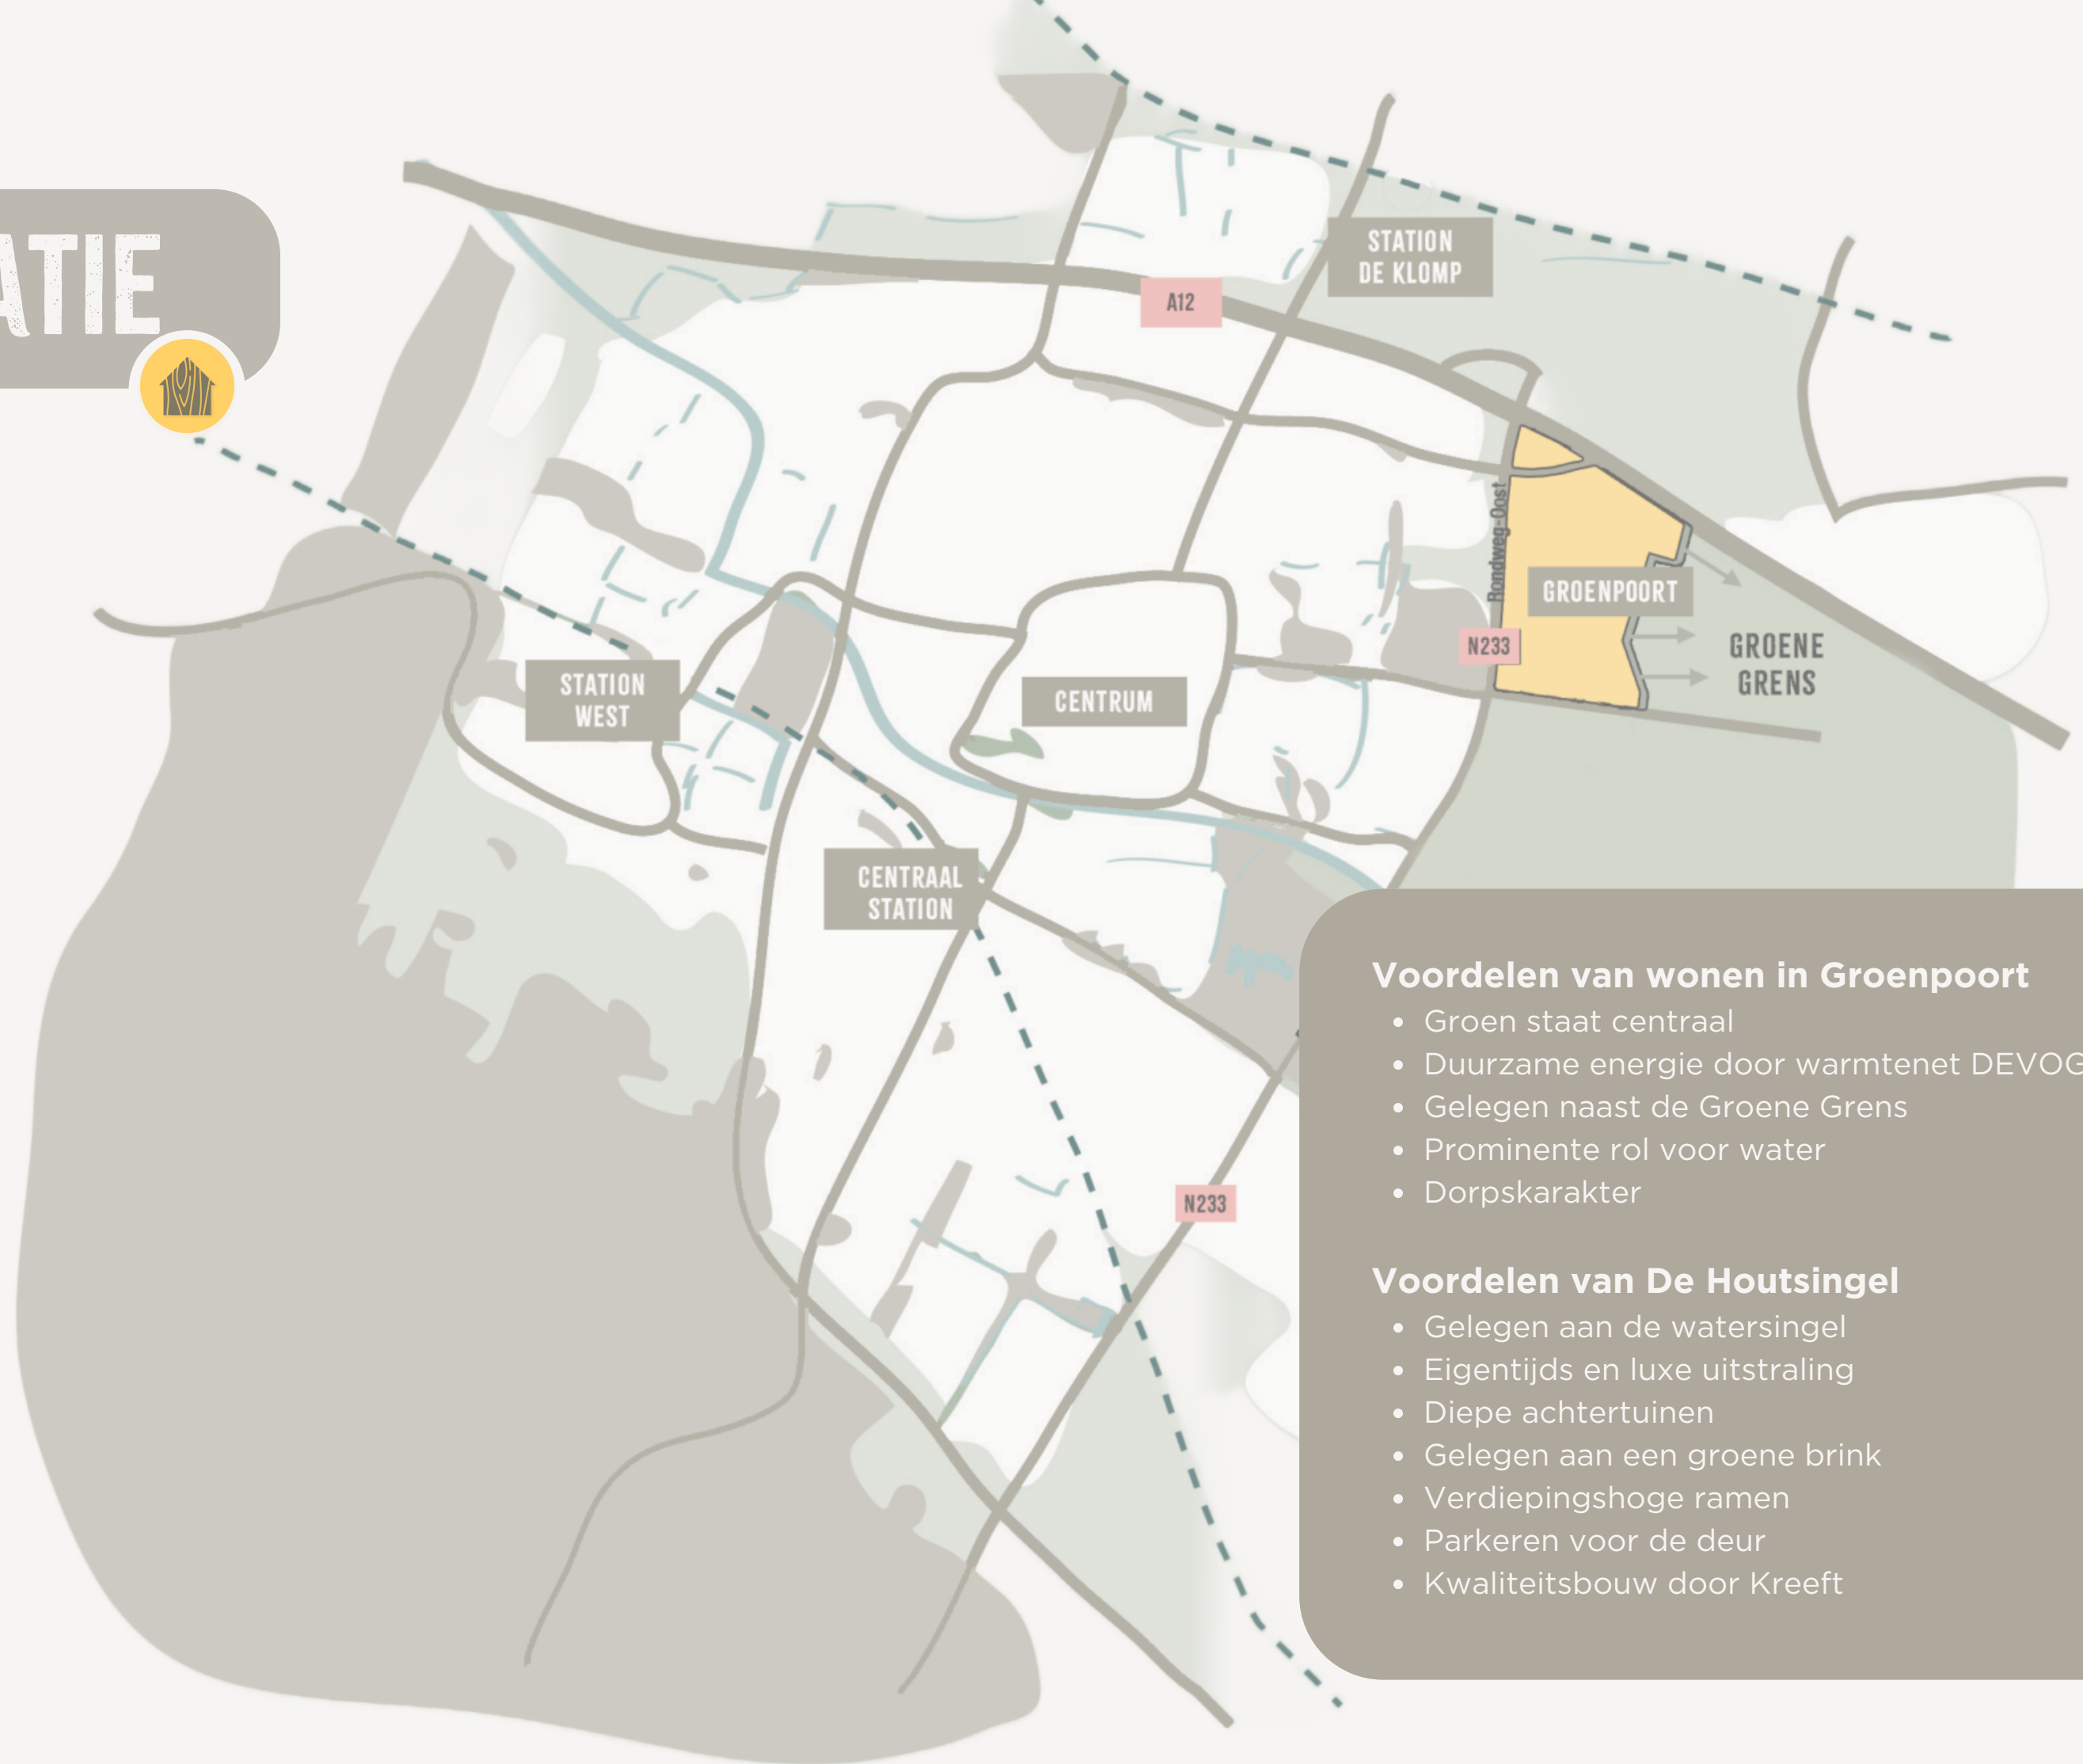 ATIE
STATION
DE KLOMP
A12
Rondweg-Oost
GROENPOORT
N233
GROENE
GRENS
STATION
WEST
CENTRUM
CENTRAAL
STATION
N233
Voordelen van wonen in Groenpoort
• Groen staat centraal
• Duurzame energie door warmtenet DEVOG
• Gelegen naast de Groene Grens
• Prominente rol voor water
• Dorpskarakter
Voordelen van De Houtsingel
• Gelegen aan de watersingel
• Eigentijds en luxe uitstraling
• Diepe achtertuinen
• Gelegen aan een groene brink
• Verdiepingshoge ramen
• Parkeren voor de deur
• Kwaliteitsbouw door Kreeft